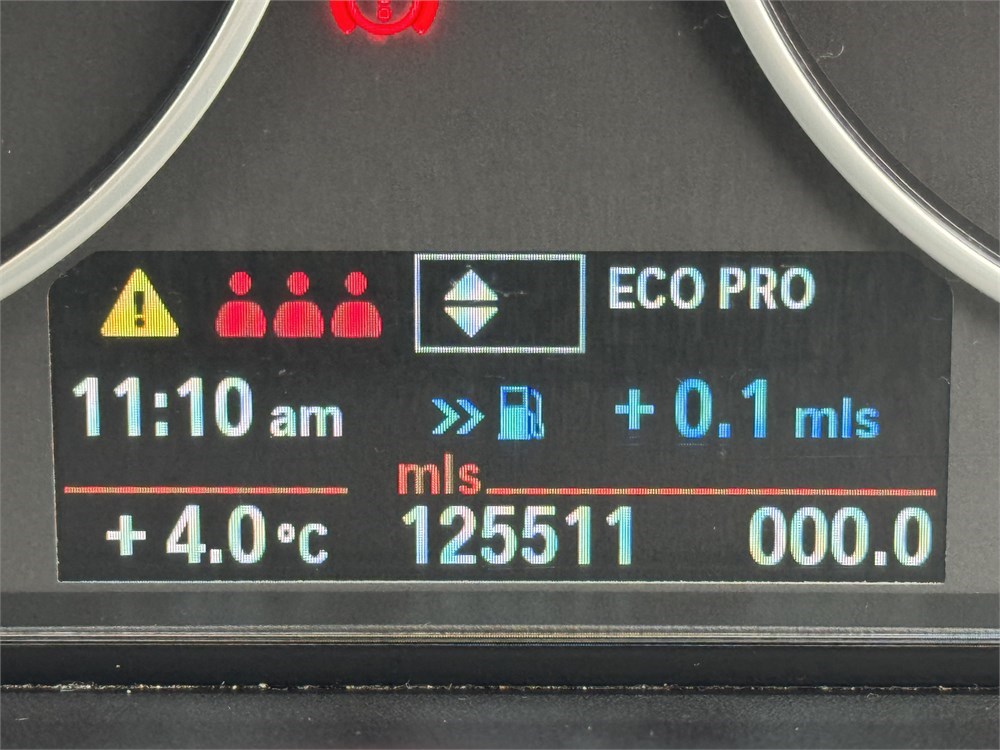 ECO PRO
11:10 am
+ 0.1 mls
mls
+ 4.0 °C 125511 000.0